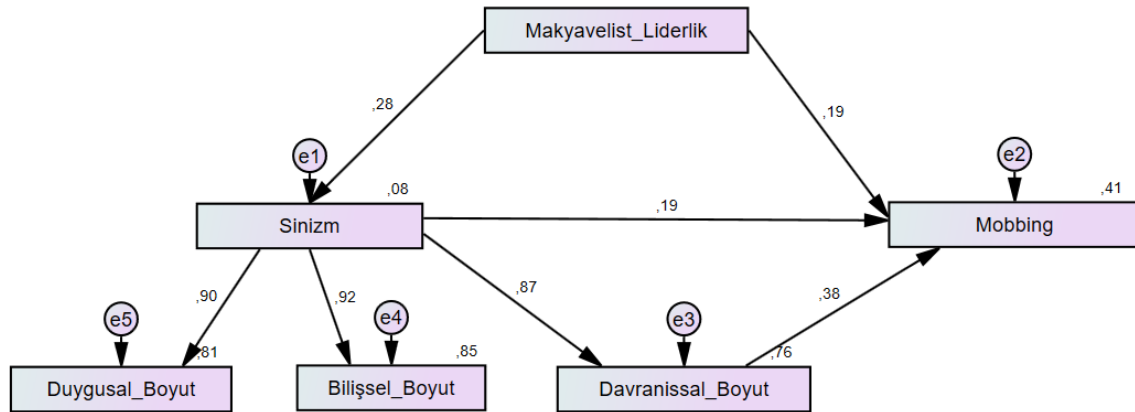 Makyavelist_Liderlik
,28
,19
e1
e2
,08
,41
Sinizm
,19
Mobbing
,90
,92
,87
,38
e5
e4
e3
,81
,85
,76
Duygusal_Boyut
Bilişsel_Boyut
Davranissal_Boyut